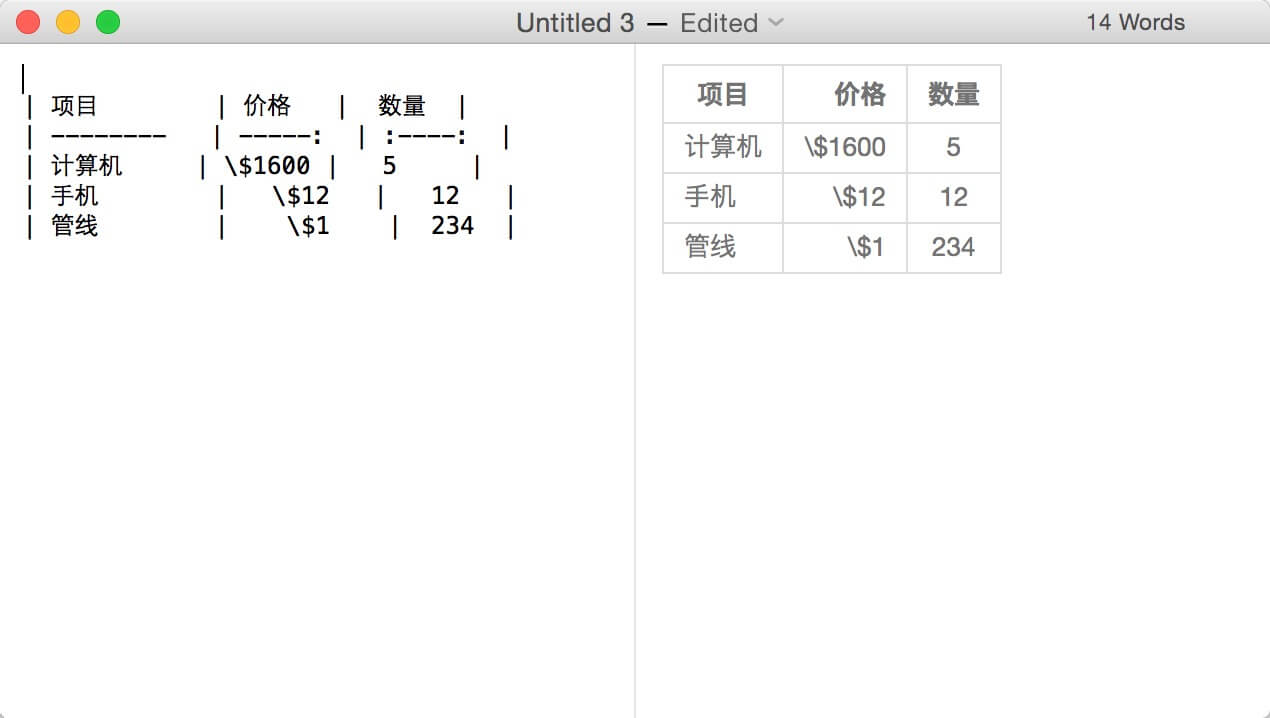 Untitled 3 — Edited
14 Words
| 项目 | 价格 | 数量 |
| -------- | -----: | :----: |
| 计算机 | \$1600 | 5 |
| 手机 | \$12 | 12 |
| 管线 | \$1 | 234 |
项目 价格 数量
计算机 \$1600 5
手机 \$12 12
管线 \$1 234